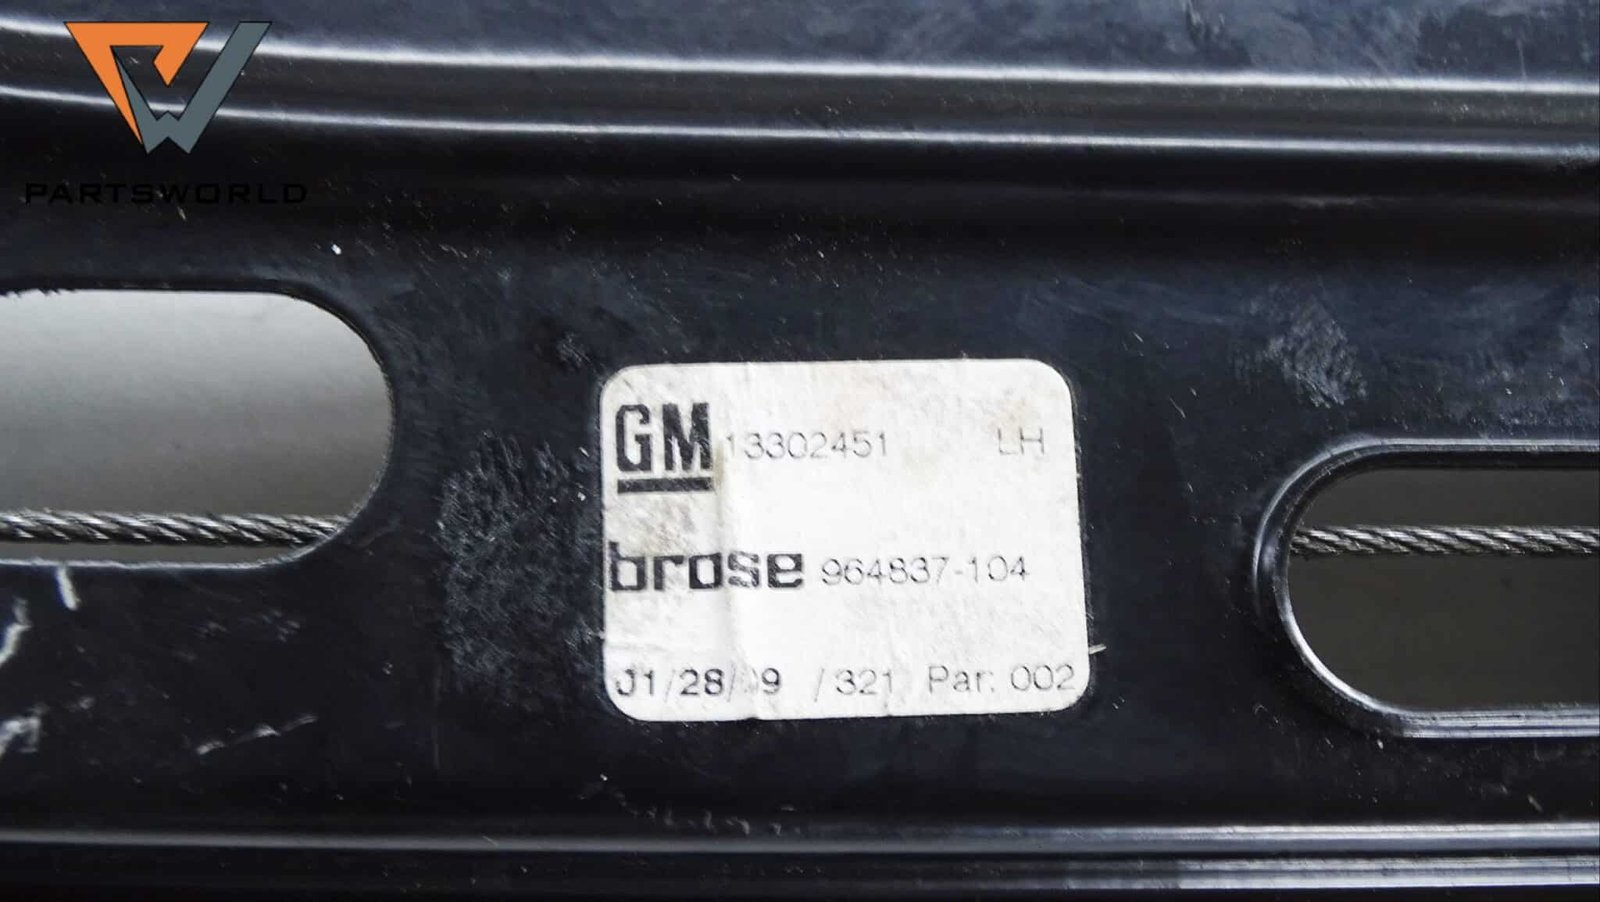 PARTSWORLD
GM 13302451 LH
brose 964837-104
/321 Par: 002